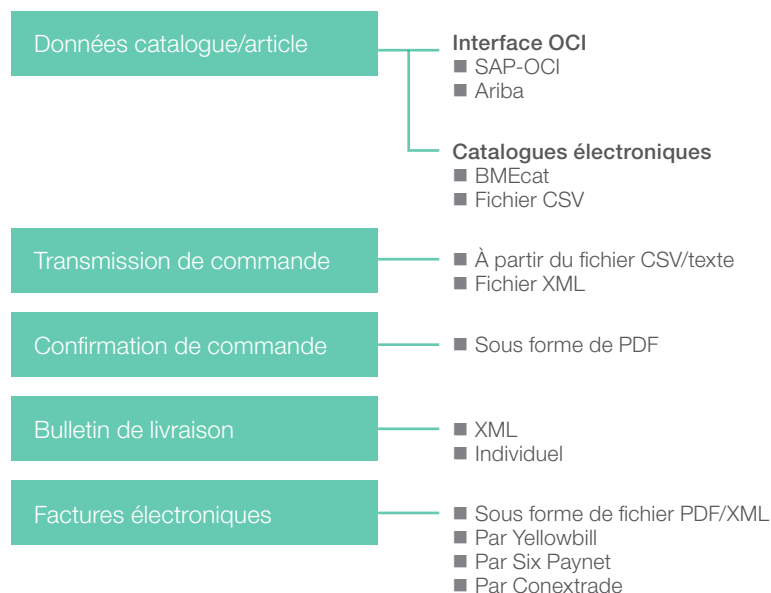 Données catalogue/article
Interface OCI
■ SAP-OCI
■ Ariba
Catalogues électroniques
■ BMEcat
■ Fichier CSV
Transmission de commande
■ À partir du fichier CSV/texte
■ Fichier XML
Confirmation de commande
■ Sous forme de PDF
Bulletin de livraison
■ XML
■ Individuel
Factures électroniques
■ Sous forme de fichier PDF/XML
■ Par Yellowbill
■ Par Six Paynet
■ Par Conextrade